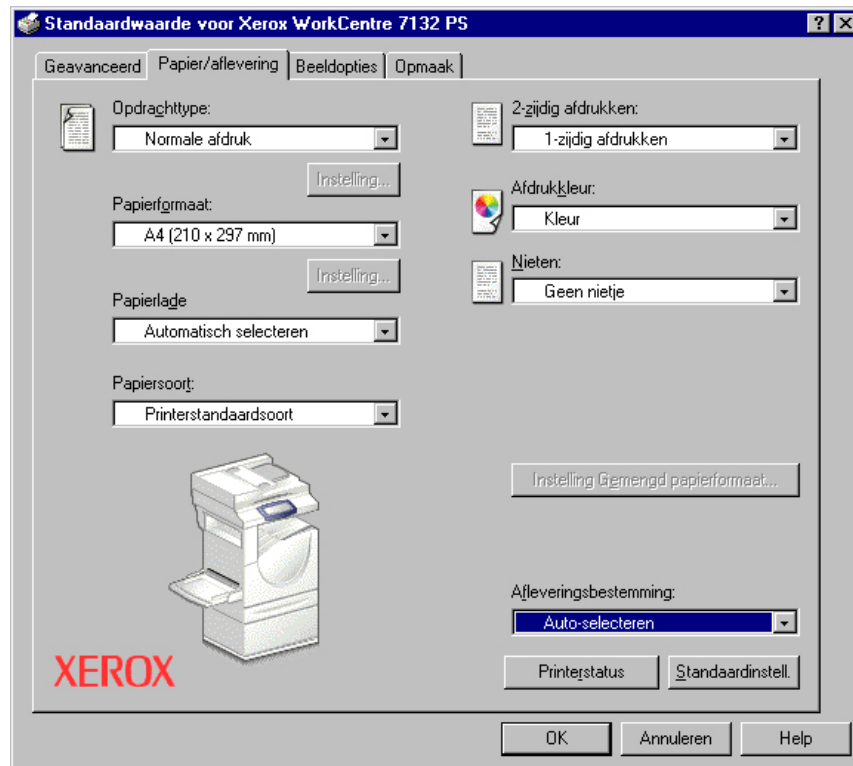 Standaardwaarde voor Xerox WorkCentre 7132 PS
Geavanceerd Papier/aflevering Beeldopties Opmaak
Opdrachttype:
Normale afdruk
Instelling...
Papierformaat:
A4 (210 x 297 mm)
Instelling...
Papierlade
Automatisch selecteren
Papiersoort:
Printerstandaardsoort
2-zijdig afdrukken:
1-zijdig afdrukken
Afdrukkleur:
Kleur
Nieten:
Geen nietje
Instelling Gemengd papierformaat...
Afleveringsbestemming:
Auto-selecteren
XEROX
Printerstatus Standaardinstell.
OK Annuleren Help